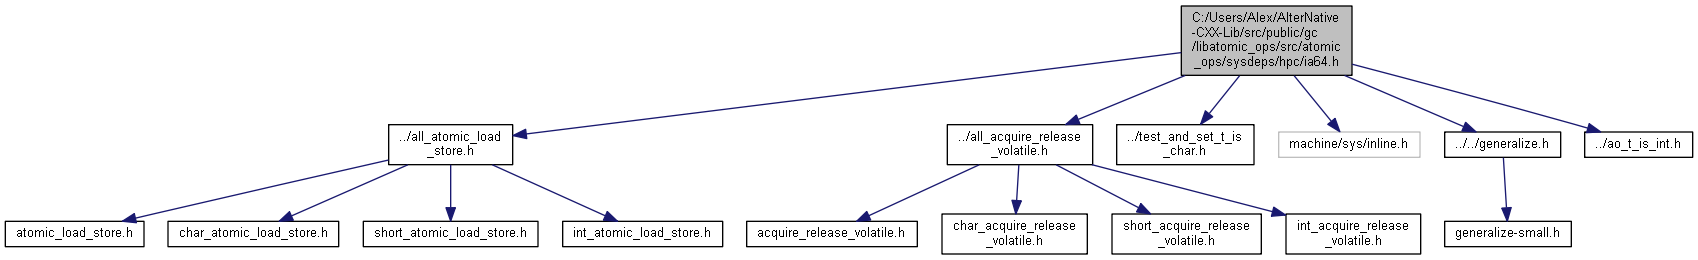 C:/Users/Alex/AlterNative
-CXX-Lib/src/public/gc
/libatomic_ops/src/atomic
_ops/sysdeps/hpc/ia64.h
../all_atomic_load
_store.h
../all_acquire_release
_volatile.h
../test_and_set_t_is
_char.h
machine/sys/inline.h
../../generalize.h
../ao_t_is_int.h
atomic_load_store.h
char_atomic_load_store.h
short_atomic_load_store.h
int_atomic_load_store.h
acquire_release_volatile.h
char_acquire_release
_volatile.h
short_acquire_release
_volatile.h
int_acquire_release
_volatile.h
generalize-small.h